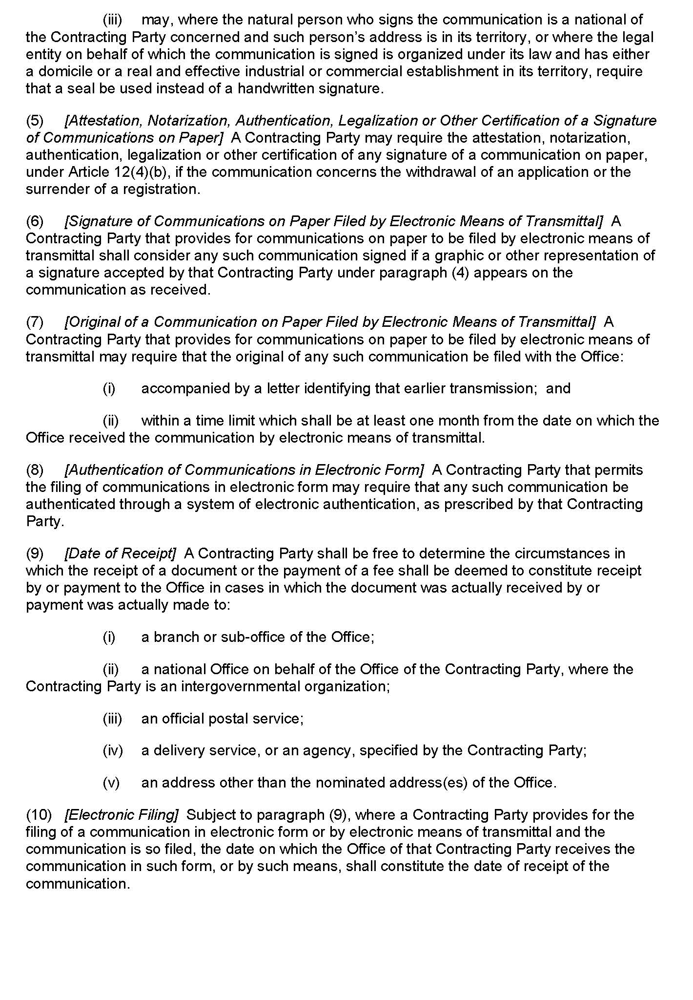 (iii) may, where the natural person who signs the communication is a national of
the Contracting Party concerned and such person’s address is in its territory, or where the legal
entity on behalf of which the communication is signed is organized under its law and has either
a domicile or a real and effective industrial or commercial establishment in its territory, require
that a seal be used instead of a handwritten signature.
(5) [Attestation, Notarization, Authentication, Legalization or Other Certification of a Signature
of Communications on Paper] A Contracting Party may require the attestation, notarization,
authentication, legalization or other certification of any signature of a communication on paper,
under Article 12(4)(b), if the communication concerns the withdrawal of an application or the
surrender of a registration.
(6) [Signature of Communications on Paper Filed by Electronic Means of Transmittal] A
Contracting Party that provides for communications on paper to be filed by electronic means of
transmittal shall consider any such communication signed if a graphic or other representation of
a signature accepted by that Contracting Party under paragraph (4) appears on the
communication as received.
(7) [Original of a Communication on Paper Filed by Electronic Means of Transmittal] A
Contracting Party that provides for communications on paper to be filed by electronic means of
transmittal may require that the original of any such communication be filed with the Office:
(i) accompanied by a letter identifying that earlier transmission; and
(ii) within a time limit which shall be at least one month from the date on which the
Office received the communication by electronic means of transmittal.
(8) [Authentication of Communications in Electronic Form] A Contracting Party that permits
the filing of communications in electronic form may require that any such communication be
authenticated through a system of electronic authentication, as prescribed by that Contracting
Party.
(9) [Date of Receipt] A Contracting Party shall be free to determine the circumstances in
which the receipt of a document or the payment of a fee shall be deemed to constitute receipt
by or payment to the Office in cases in which the document was actually received by or
payment was actually made to:
(i) a branch or sub-office of the Office;
(ii) a national Office on behalf of the Office of the Contracting Party, where the
Contracting Party is an intergovernmental organization;
(iii) an official postal service;
(iv) a delivery service, or an agency, specified by the Contracting Party;
(v) an address other than the nominated address(es) of the Office.
(10) [Electronic Filing] Subject to paragraph (9), where a Contracting Party provides for the
filing of a communication in electronic form or by electronic means of transmittal and the
communication is so filed, the date on which the Office of that Contracting Party receives the
communication in such form, or by such means, shall constitute the date of receipt of the
communication.